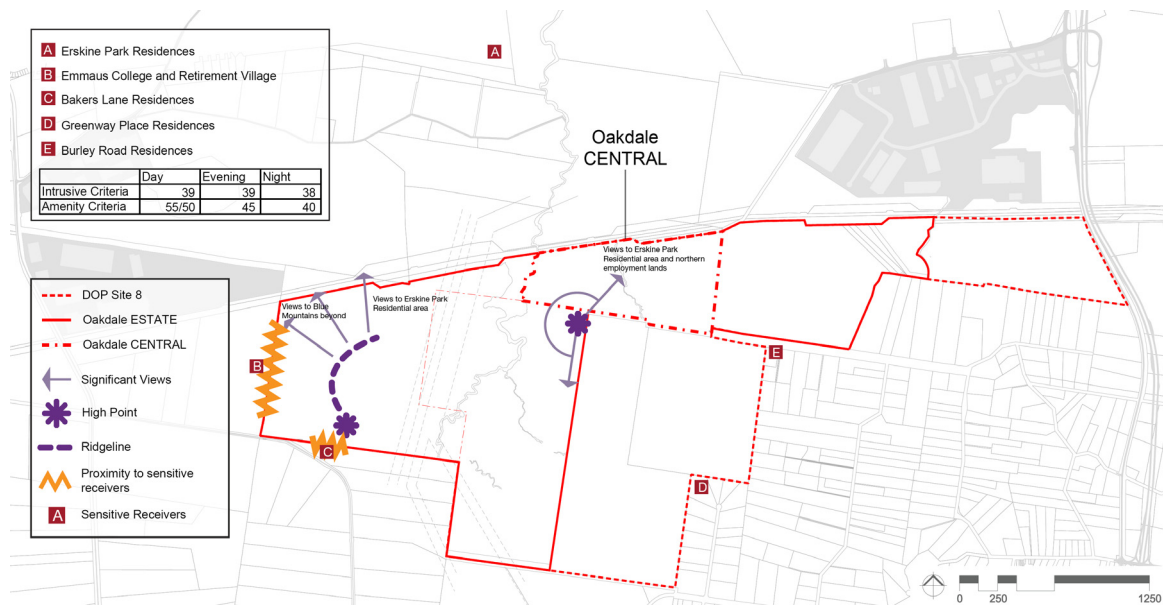 A Erskine Park Residences
B Emmaus College and Retirement Village
C Bakers Lane Residences
D Greenway Place Residences
E Burley Road Residences
Day Evening Night
Intrusive Criteria 39 39 38
Amenity Criteria 55/50 45 40
A
Oakdale
CENTRAL
Views to Erskine Park
Residential area and northern
employment lands
Views to Blue
Mountains beyond
Views to Erskine Park
Residential area
B
C
D
E
DOP Site 8
Oakdale ESTATE
Oakdale CENTRAL
Significant Views
High Point
Ridgeline
Proximity to sensitive
receivers
A Sensitive Receivers
0 250 1250